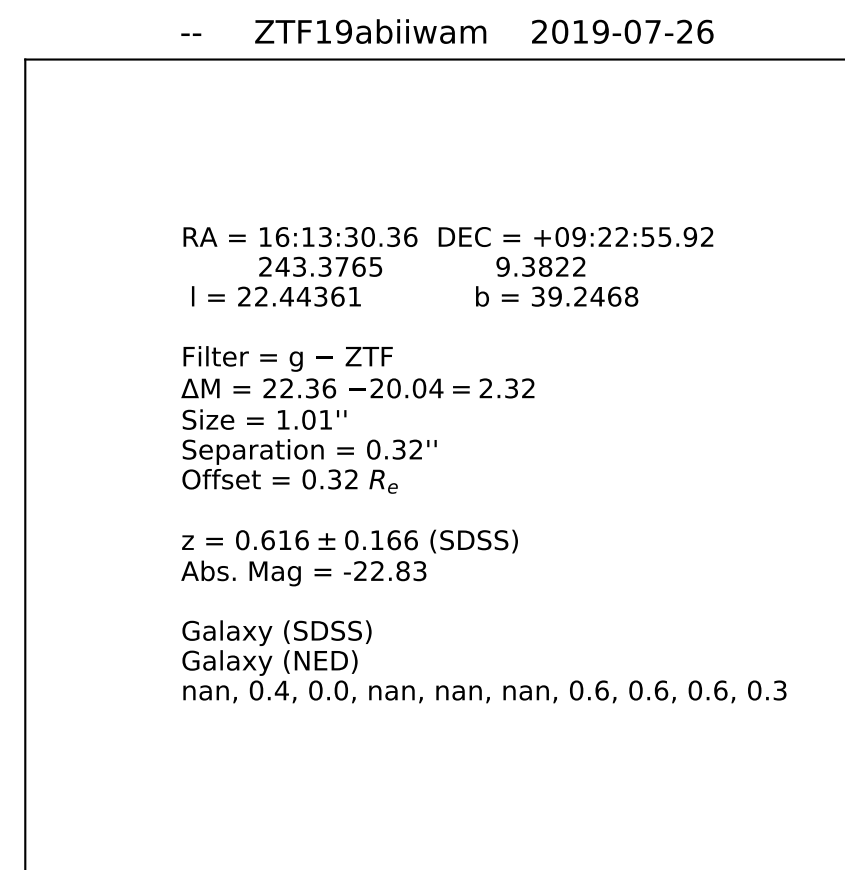 -- ZTF19abiiwam 2019-07-26
RA = 16:13:30.36 DEC = +09:22:55.92
243.3765 9.3822
l = 22.44361 b = 39.2468
Filter = g − ZTF
ΔM = 22.36 −20.04 = 2.32
Size = 1.01''
Separation = 0.32''
Offset = 0.32 Rₑ
z = 0.616 ± 0.166 (SDSS)
Abs. Mag = -22.83
Galaxy (SDSS)
Galaxy (NED)
nan, 0.4, 0.0, nan, nan, nan, 0.6, 0.6, 0.6, 0.3